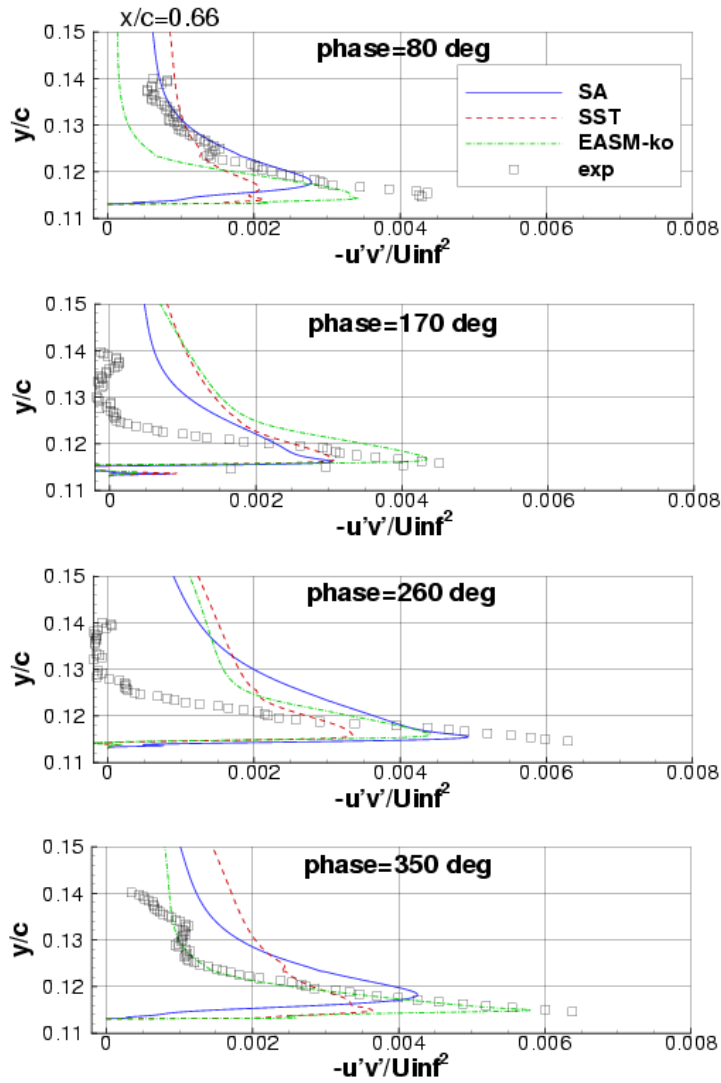 x/c=0.66
0.15
phase=80 deg
0.14
SA
0.13
SST
y/c
EASM-ko
0.12
exp
0.11
0 0.002 0.004 0.006 0.008
-u'v'/Uinf²
0.15
phase=170 deg
0.14
y/c
0.13
0.12
0.11
0 0.002 0.004 0.006 0.008
-u'v'/Uinf²
0.15
phase=260 deg
0.14
y/c
0.13
0.12
0.11
0 0.002 0.004 0.006 0.008
-u'v'/Uinf²
0.15
phase=350 deg
0.14
y/c
0.13
0.12
0.11
0 0.002 0.004 0.006 0.008
-u'v'/Uinf²